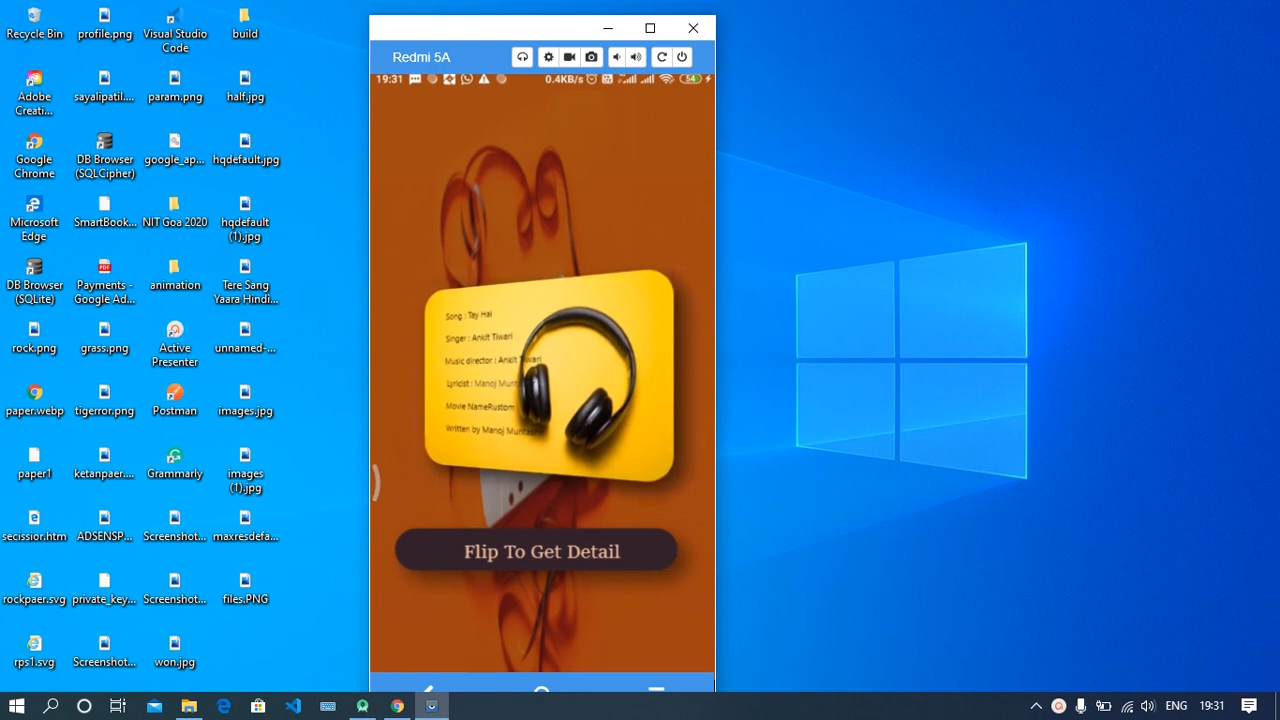 Recycle Bin
profile.png
Visual Studio Code
build
Adobe Creati...
sayalipatil....
param.png
half.jpg
Google Chrome
DB Browser (SQLCipher)
google_ap...
hqdefault.jpg
Microsoft Edge
SmartBook...
NIT Goa 2020
hqdefault (1).jpg
DB Browser (SQLite)
Payments - Google Ad...
animation
Tere Sang Yaara Hindi...
rock.png
grass.png
Active Presenter
unnamed-...
paper.webp
tigerror.png
Postman
images.jpg
paper1
ketanpaer....
Grammarly
images (1).jpg
secission.htm
ADSENSP...
Screenshot...
maxresdefa...
rockpaer.svg
private_key...
Screenshot...
files.PNG
rps1.svg
Screenshot...
won.jpg
Redmi 5A
19:31
0.4KB/s
54
Song : Tay Hai
Singer : Ankit Tiwari
Music director : Ankit Tiwari
Lyricist : Manoj
Movie NameRustom
Written by Manoj
Flip To Get Detail
ENG
19:31